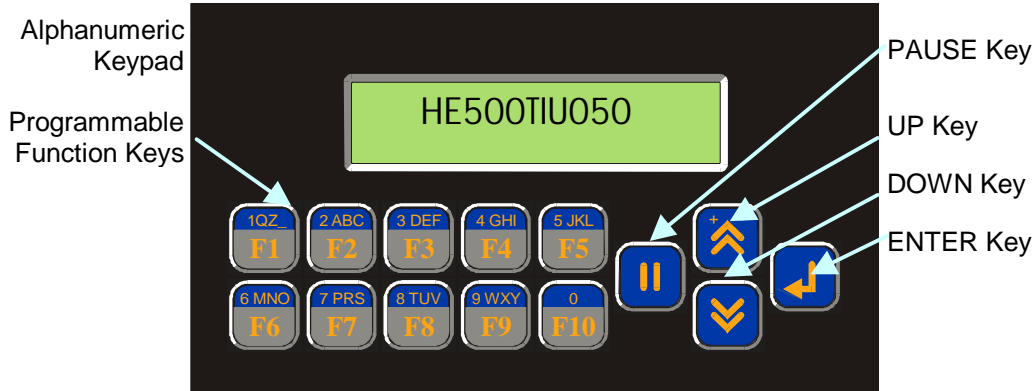 Alphanumeric
Keypad
Programmable
Function Keys
HE500TIU050
PAUSE Key
UP Key
DOWN Key
ENTER Key
1QZ_ 2 ABC 3 DEF 4 GHI 5 JKL
F1 F2 F3 F4 F5
+
6 MNO 7 PRS 8 TUV 9 WXY 0
F6 F7 F8 F9 F10